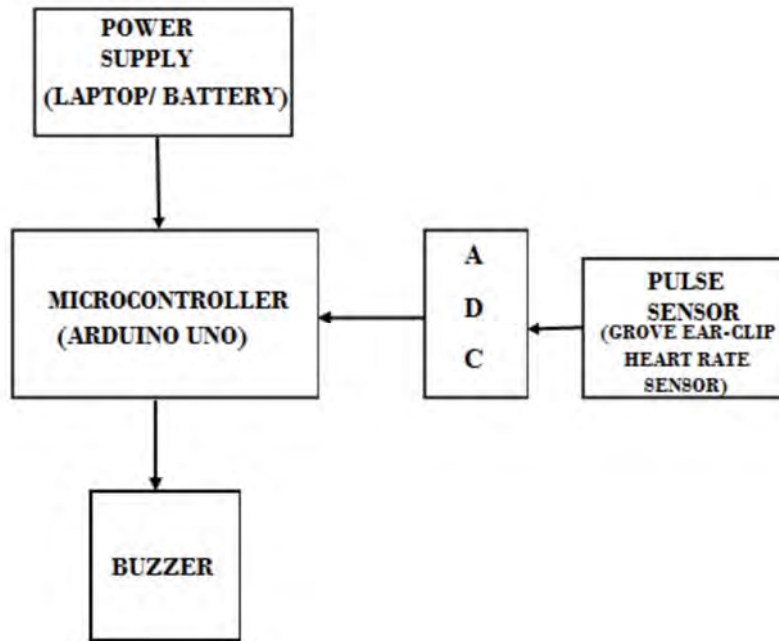 POWER
SUPPLY
(LAPTOP/ BATTERY)
MICROCONTROLLER
(ARDUINO UNO)
A
D
C
PULSE
SENSOR
(GROVE EAR-CLIP
HEART RATE
SENSOR)
BUZZER